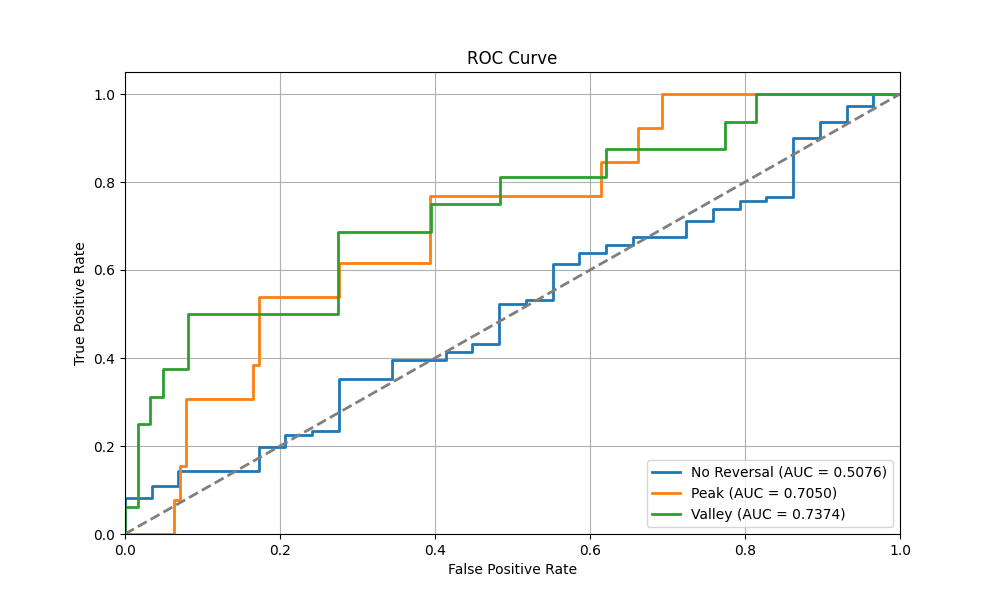 ROC Curve
True Positive Rate
1.0
0.8
0.6
0.4
0.2
0.0
0.0 0.2 0.4 0.6 0.8 1.0
False Positive Rate
No Reversal (AUC = 0.5076)
Peak (AUC = 0.7050)
Valley (AUC = 0.7374)